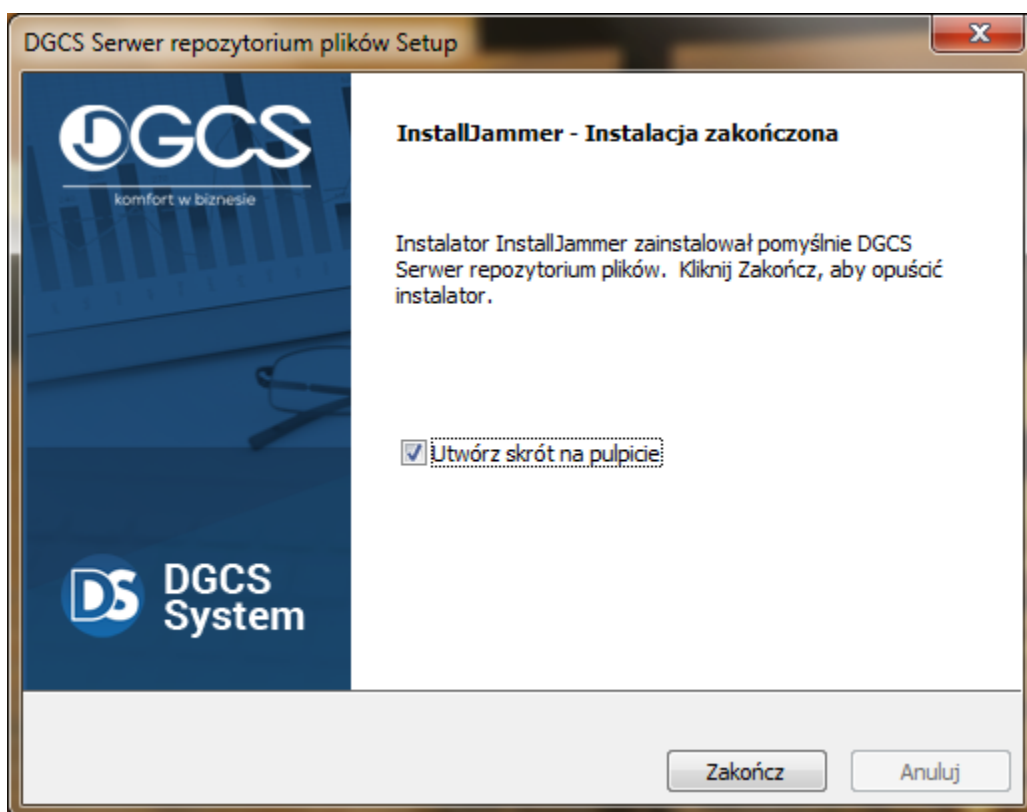 DGCS Serwer repozytorium plików Setup
DGCS
komfort w biznesie
InstallJammer - Instalacja zakończona
Instalator InstallJammer zainstalował pomyślnie DGCS
Serwer repozytorium plików. Kliknij Zakończ, aby opuścić
instalator.
Utwórz skrót na pulpicie
DS DGCS
System
Zakończ
Anuluj